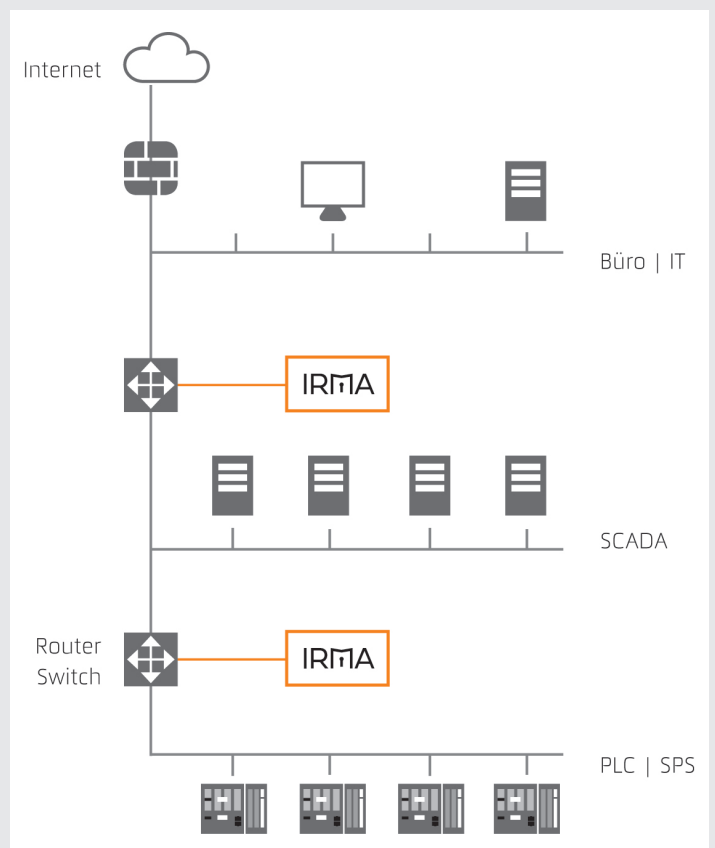 Internet
Büro | IT
IRMA
SCADA
Router
Switch
IRMA
PLC | SPS